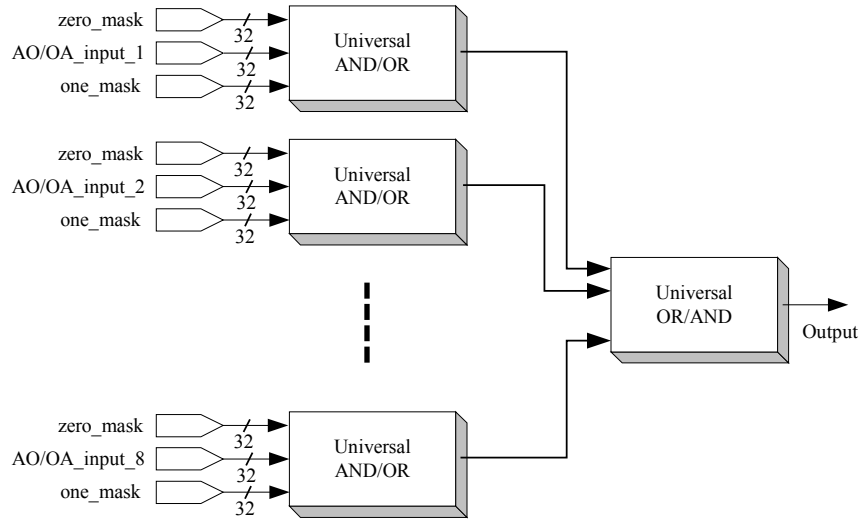 zero_mask
32
AO/OA_input_1
32
one_mask
32
Universal
AND/OR
zero_mask
32
AO/OA_input_2
32
one_mask
32
Universal
AND/OR
Universal
OR/AND
Output
zero_mask
32
AO/OA_input_8
32
one_mask
32
Universal
AND/OR